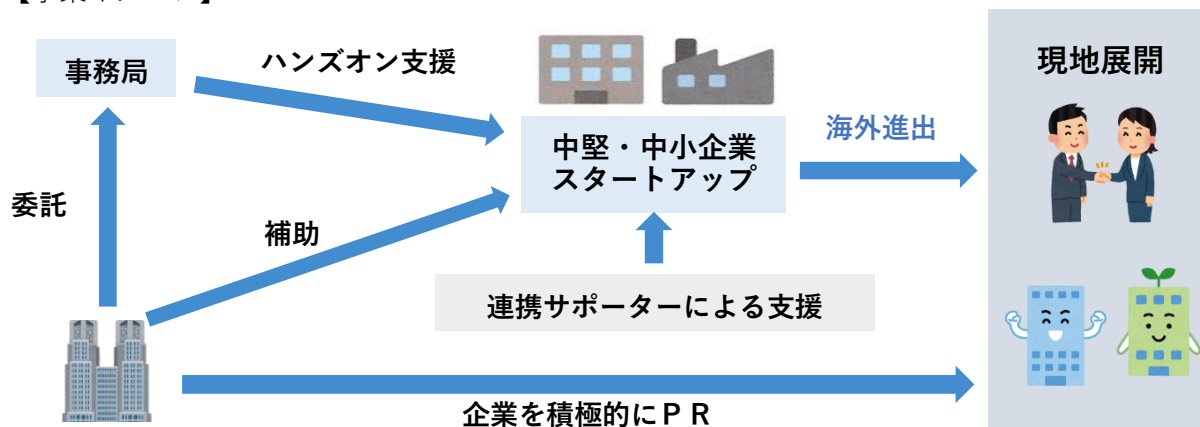 事務局
ハンズオン支援
現地展開
中堅・中小企業
スタートアップ
海外進出
委託
補助
連携サポーターによる支援
企業を積極的にＰＲ